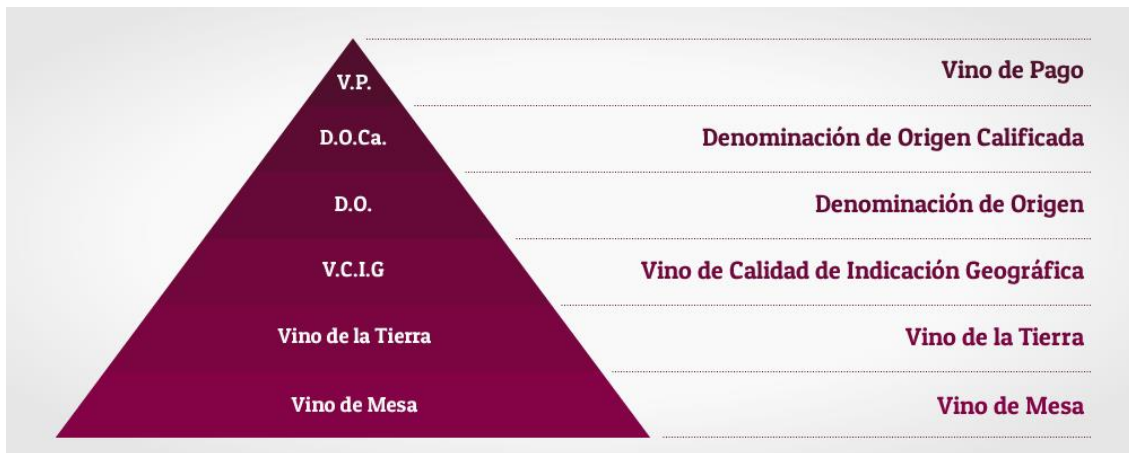 V.P.
Vino de Pago
D.O.Ca.
Denominación de Origen Calificada
D.O.
Denominación de Origen
V.C.I.G
Vino de Calidad de Indicación Geográfica
Vino de la Tierra
Vino de la Tierra
Vino de Mesa
Vino de Mesa